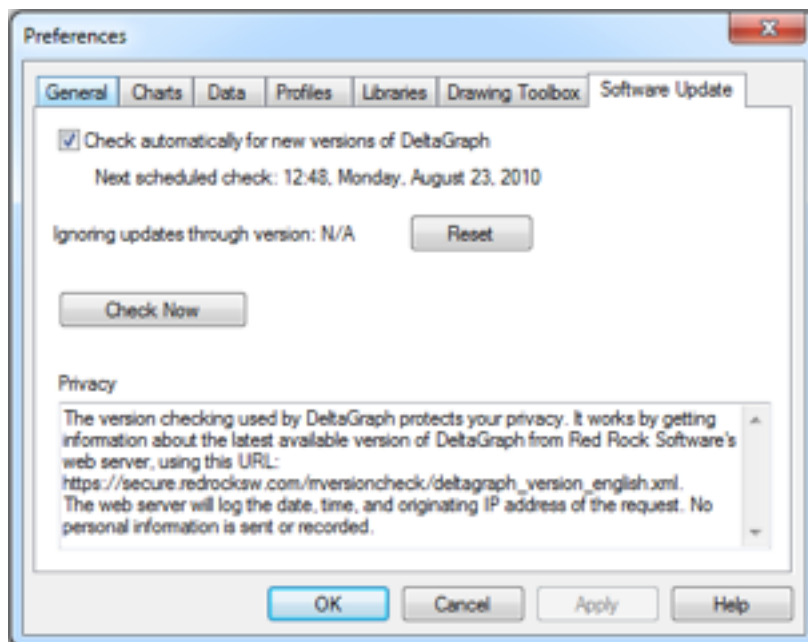 Preferences
General Charts Data Profiles Libraries Drawing Toolbox Software Update
Check automatically for new versions of DeltaGraph
Next scheduled check: 12:48, Monday, August 23, 2010
Ignoring updates through version: N/A Reset
Check Now
Privacy
The version checking used by DeltaGraph protects your privacy. It works by getting
information about the latest available version of DeltaGraph from Red Rock Software's
web server, using this URL:
https://secure.redrocksw.com/rrversioncheck/deltagraph_version_english.xml.
The web server will log the date, time, and originating IP address of the request. No
personal information is sent or recorded.
OK Cancel Apply Help